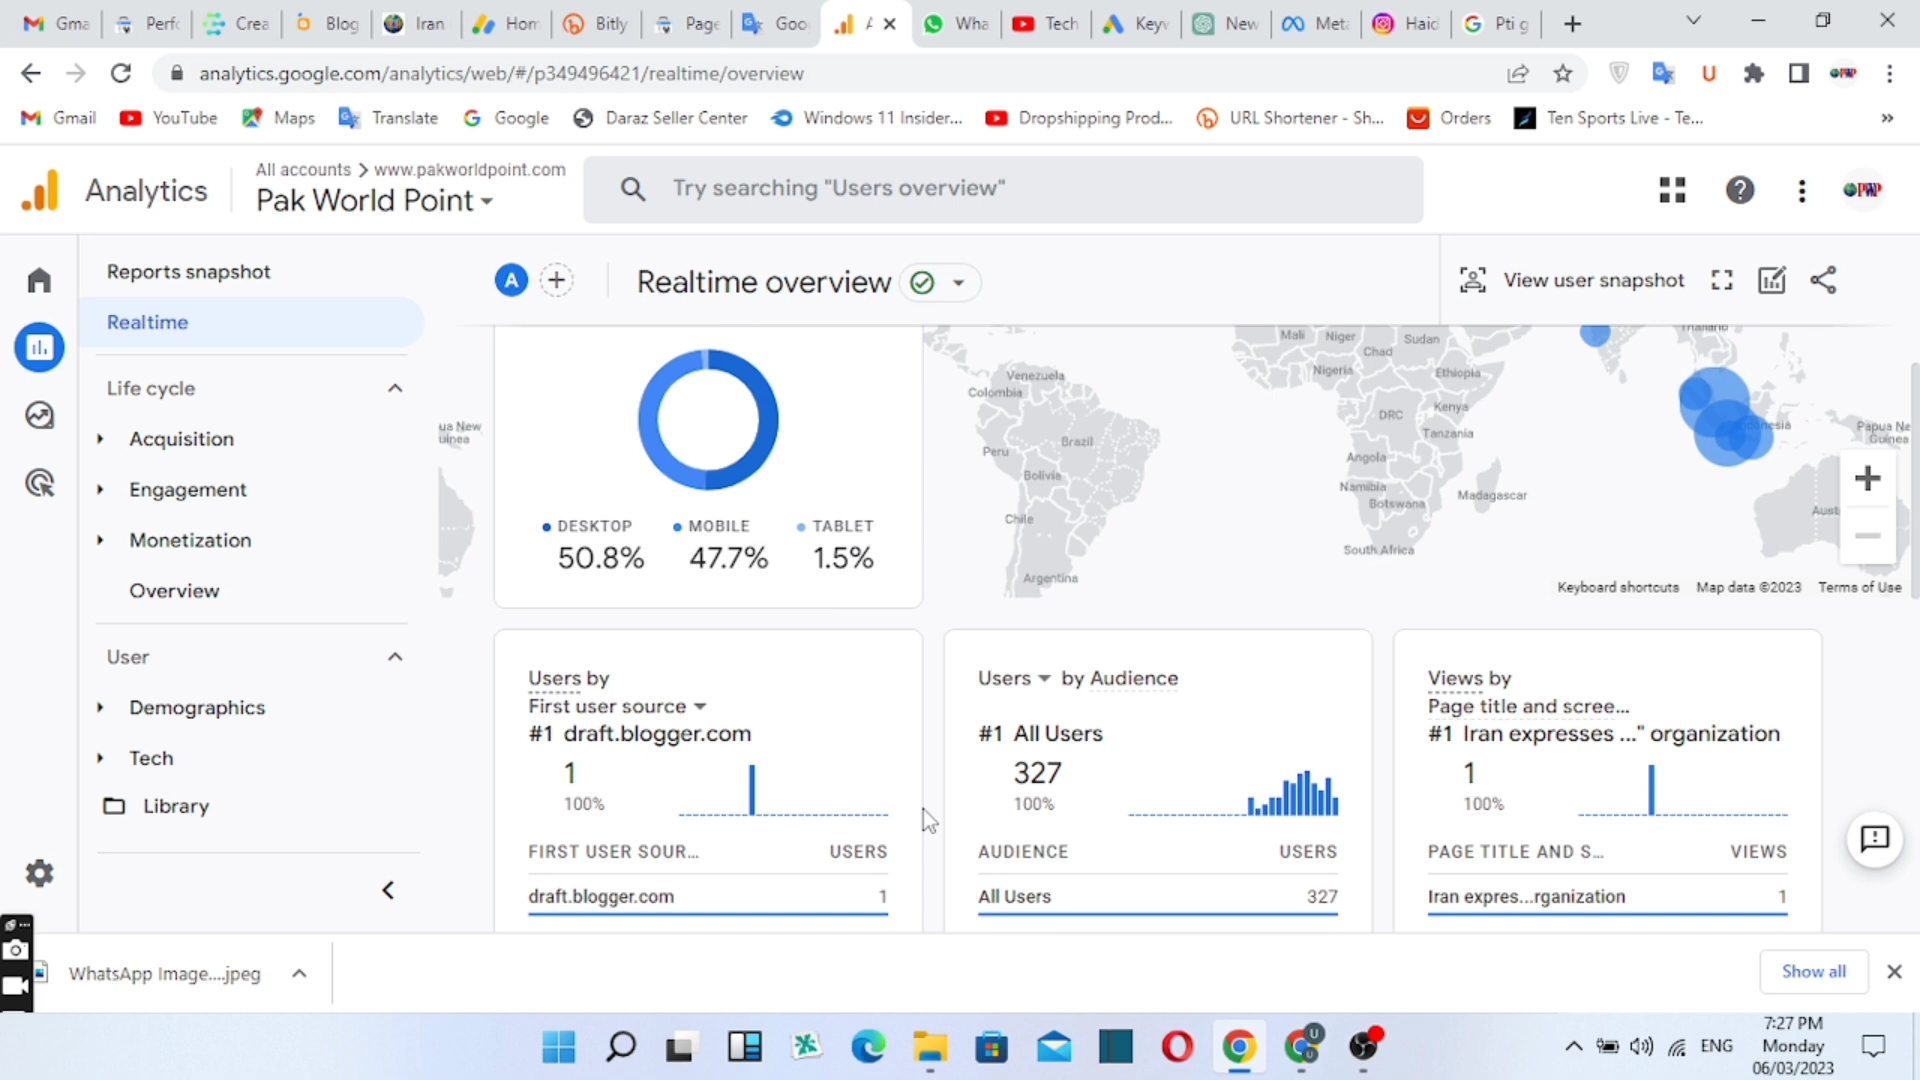 Gma
Perfo
Crea
Blog
Iran
Hom
Bitly
Page
Goo
Wha
Tech
Keyv
New
Meta
Haid
Pti g
analytics.google.com/analytics/web/#/p349496421/realtime/overview
Gmail
YouTube
Maps
Translate
Google
Daraz Seller Center
Windows 11 Insider...
Dropshipping Prod...
URL Shortener - Sh...
Orders
Ten Sports Live - Te...
»
Analytics
All accounts > www.pakworldpoint.com
Pak World Point
Try searching "Users overview"
PWP
Reports snapshot
Realtime
Life cycle
Acquisition
Engagement
Monetization
Overview
User
Demographics
Tech
Library
A
Realtime overview
View user snapshot
DESKTOP
50.8%
MOBILE
47.7%
TABLET
1.5%
ua New
uinea
Mali
Niger
Sudan
Chad
Thailand
Venezuela
Colombia
Nigeria
Ethiopia
DRC
Kenya
Brazil
Tanzania
Peru
Angola
Bolivia
Namibia
Botswana
Madagascar
Chile
South Africa
Argentina
Papua Ne
Guinea
Aust
Keyboard shortcuts
Map data ©2023
Terms of Use
Users by
First user source
#1 draft.blogger.com
1
100%
FIRST USER SOUR...
USERS
draft.blogger.com
1
Users by Audience
#1 All Users
327
100%
AUDIENCE
USERS
All Users
327
Views by
Page title and scree...
#1 Iran expresses ..." organization
1
100%
PAGE TITLE AND S...
VIEWS
Iran expres...rganization
1
WhatsApp Image....jpeg
Show all
ENG
7:27 PM
Monday
06/03/2023